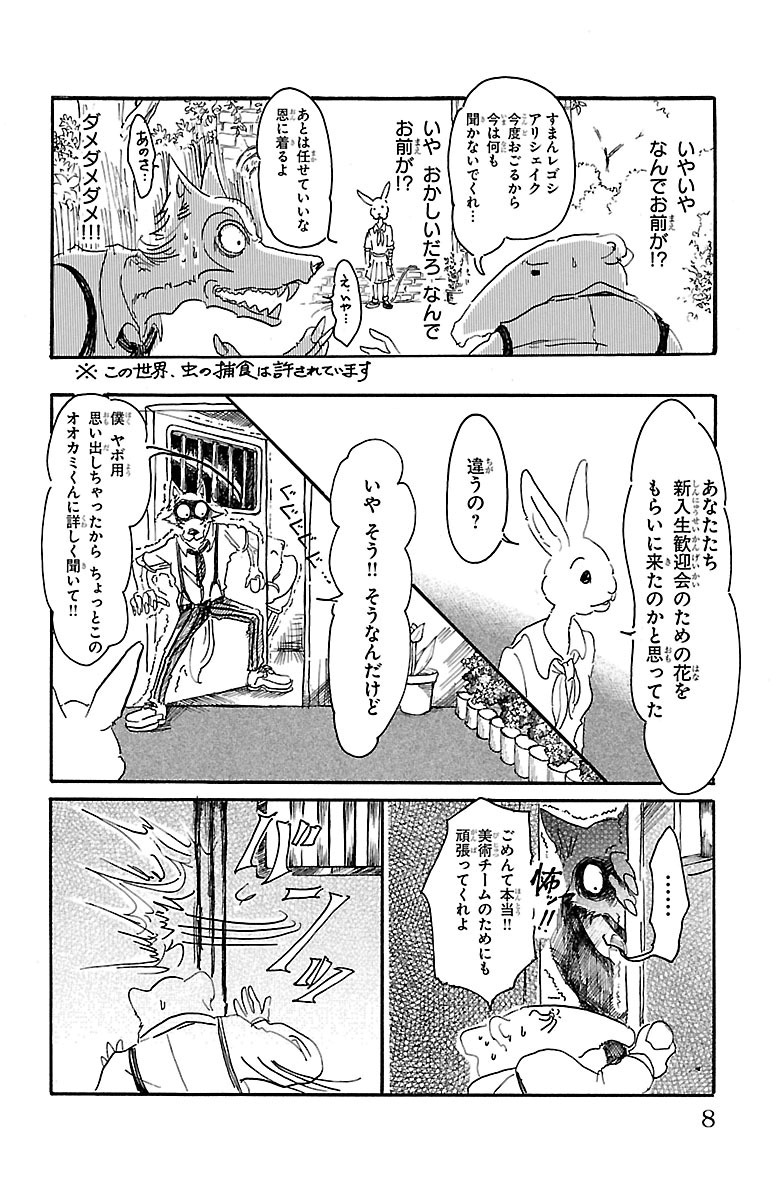 いやいや
なんでお前が!?
すまんレゴシ
アリシェイク
今度おごるから
今は何も
聞かないでくれ…
いや おかしいだろ なんで
お前が!?
えいや…
あとは任せていいな
恩に着るよ
あのさ…
ダメダメダメ!!!
※この世界、虫の捕食は許されています
あなたたち
新入生歓迎会のための花を
もらいに来たのかと思ってた
違うの?
いや そう!! そうなんだけど
ぐぐぐぐぐ…
僕 ヤボ用
思い出しちゃったから ちょっとこの
オオカミくんに詳しく聞いて!!
……
怖ッ!!
ごめんて本当!!
美術チームのためにも
頑張ってくれよ
バターンッ
8